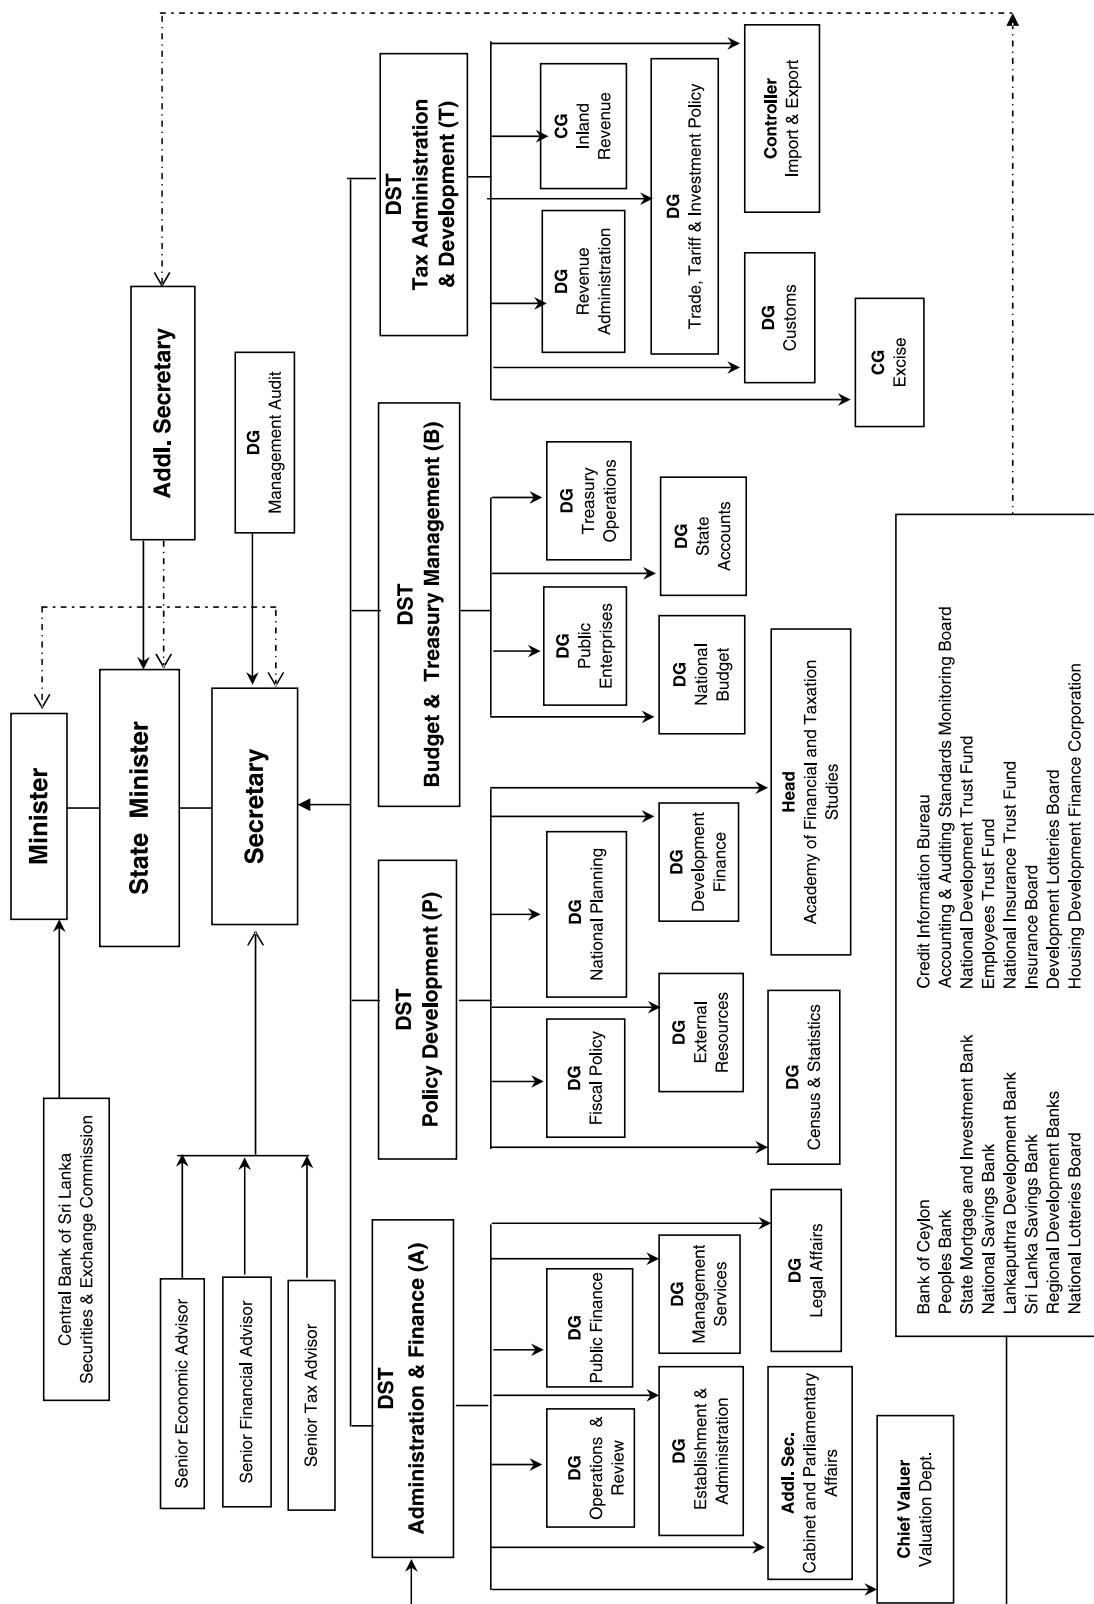 Minister
State Minister
Secretary
Addl. Secretary
DG
Management Audit
Central Bank of Sri Lanka
Securities & Exchange Commission
Senior Economic Advisor
Senior Financial Advisor
Senior Tax Advisor
DST
Administration & Finance (A)
DST
Policy Development (P)
DST
Budget & Treasury Management (B)
DST
Tax Administration
& Development (T)
DG
Operations &
Review
DG
Public Finance
DG
Establishment &
Administration
DG
Management
Services
Addl. Sec.
Cabinet and Parliamentary
Affairs
DG
Legal Affairs
Chief Valuer
Valuation Dept.
DG
Fiscal Policy
DG
National Planning
DG
External
Resources
DG
Development
Finance
DG
Census & Statistics
Head
Academy of Financial and Taxation
Studies
DG
Public
Enterprises
DG
Treasury
Operations
DG
National
Budget
DG
State
Accounts
DG
Revenue
Administration
CG
Inland
Revenue
DG
Trade, Tariff & Investment Policy
DG
Customs
Controller
Import & Export
CG
Excise
Bank of Ceylon
Peoples Bank
State Mortgage and Investment Bank
National Savings Bank
Lankaputhra Development Bank
Sri Lanka Savings Bank
Regional Development Banks
National Lotteries Board
Credit Information Bureau
Accounting & Auditing Standards Monitoring Board
National Development Trust Fund
Employees Trust Fund
National Insurance Trust Fund
Insurance Board
Development Lotteries Board
Housing Development Finance Corporation